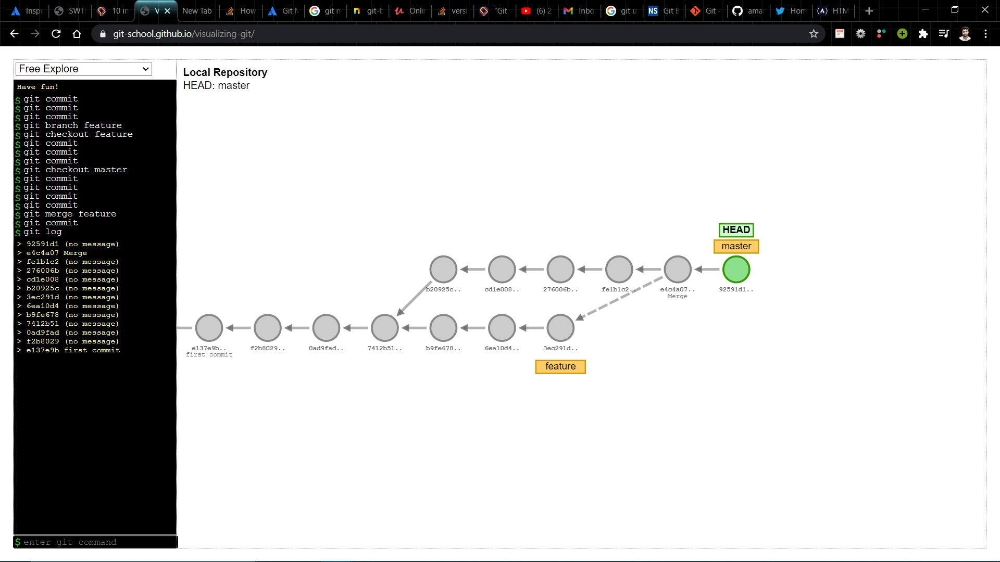 Inspe
SWT
10 in
V
New Tab
How
Git M
git m
git-b
Onli
versi
"Git
(6) 2
Inbo
git u
NS
Git B
Git -
amar
Hom
HTM
git-school.github.io/visualizing-git/
Free Explore
Have fun!
$ git commit
$ git commit
$ git commit
$ git branch feature
$ git checkout feature
$ git commit
$ git commit
$ git commit
$ git checkout master
$ git commit
$ git commit
$ git commit
$ git commit
$ git merge feature
$ git commit
$ git log
> 92591d1 (no message)
> e4c4a07 Merge
> fe1b1c2 (no message)
> 276006b (no message)
> cd1e008 (no message)
> b20925c (no message)
> 3ec291d (no message)
> 6ea10d4 (no message)
> b9fe678 (no message)
> 7412b51 (no message)
> 0ad9fad (no message)
> f2b8029 (no message)
> e137e9b first commit
$ enter git command
Local Repository
HEAD: master
HEAD
master
b20925c..
cd1e008..
276006b..
fe1b1c2..
e4c4a07..
Merge
92591d1..
e137e9b..
first commit
f2b8029..
0ad9fad..
7412b51..
b9fe678..
6ea10d4..
3ec291d..
feature